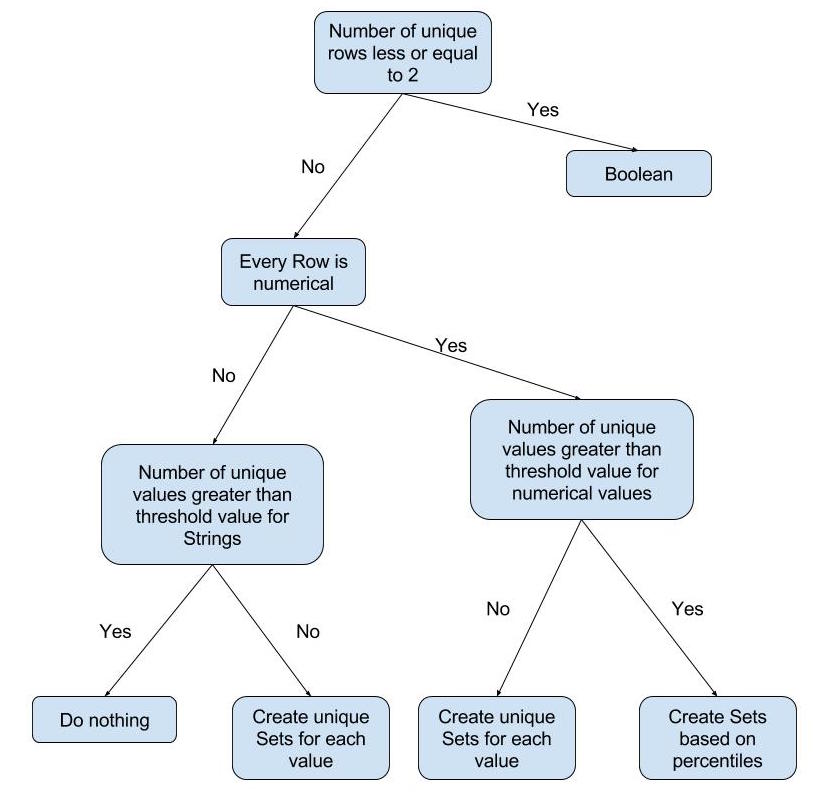 Number of unique
rows less or equal
to 2
Yes
No
Boolean
Every Row is
numerical
Yes
No
Number of unique
values greater than
threshold value for
numerical values
Number of unique
values greater than
threshold value for
Strings
Yes
No
No
Yes
Do nothing
Create unique
Sets for each
value
Create unique
Sets for each
value
Create Sets
based on
percentiles